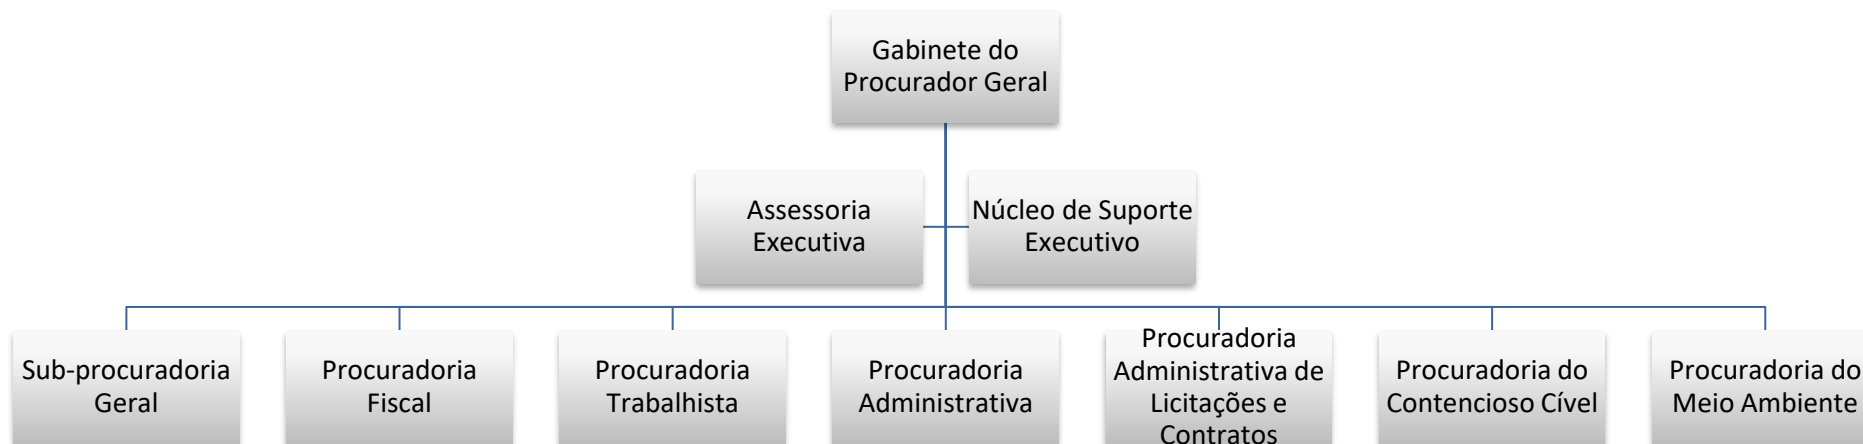 Gabinete do
Procurador Geral
Assessoria
Executiva
Núcleo de Suporte
Executivo
Sub-procuradoria
Geral
Procuradoria
Fiscal
Procuradoria
Trabalhista
Procuradoria
Administrativa
Procuradoria
Administrativa de
Licitações e
Contratos
Procuradoria do
Contencioso Cível
Procuradoria do
Meio Ambiente